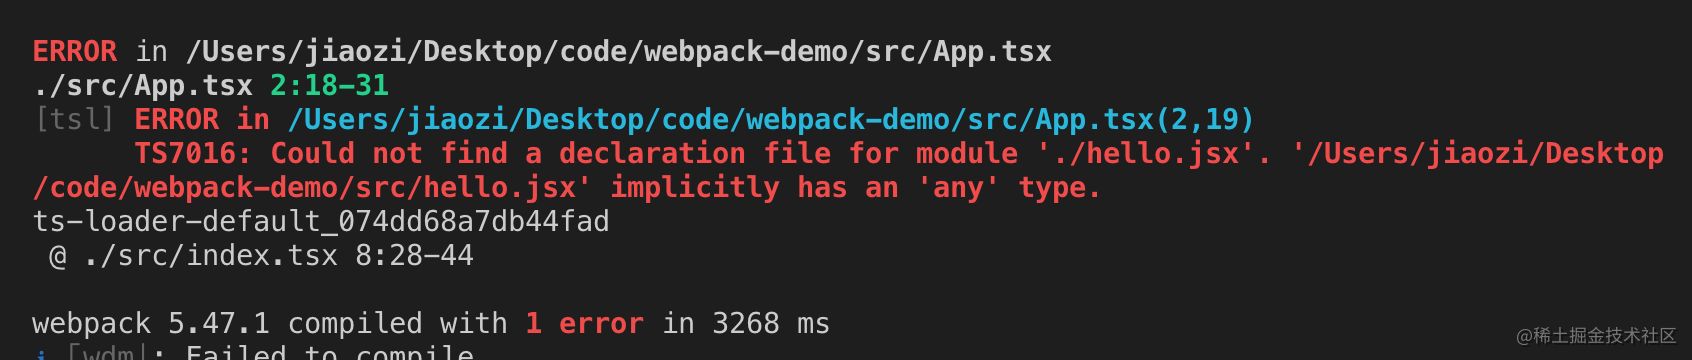 ERROR in /Users/jiaozi/Desktop/code/webpack-demo/src/App.tsx
./src/App.tsx 2:18-31
[tsl] ERROR in /Users/jiaozi/Desktop/code/webpack-demo/src/App.tsx(2,19)
TS7016: Could not find a declaration file for module './hello.jsx'. '/Users/jiaozi/Desktop
/code/webpack-demo/src/hello.jsx' implicitly has an 'any' type.
ts-loader-default_074dd68a7db44fad
@ ./src/index.tsx 8:28-44
webpack 5.47.1 compiled with 1 error in 3268 ms
i [wdm]: Failed to compile
@稀土掘金技术社区